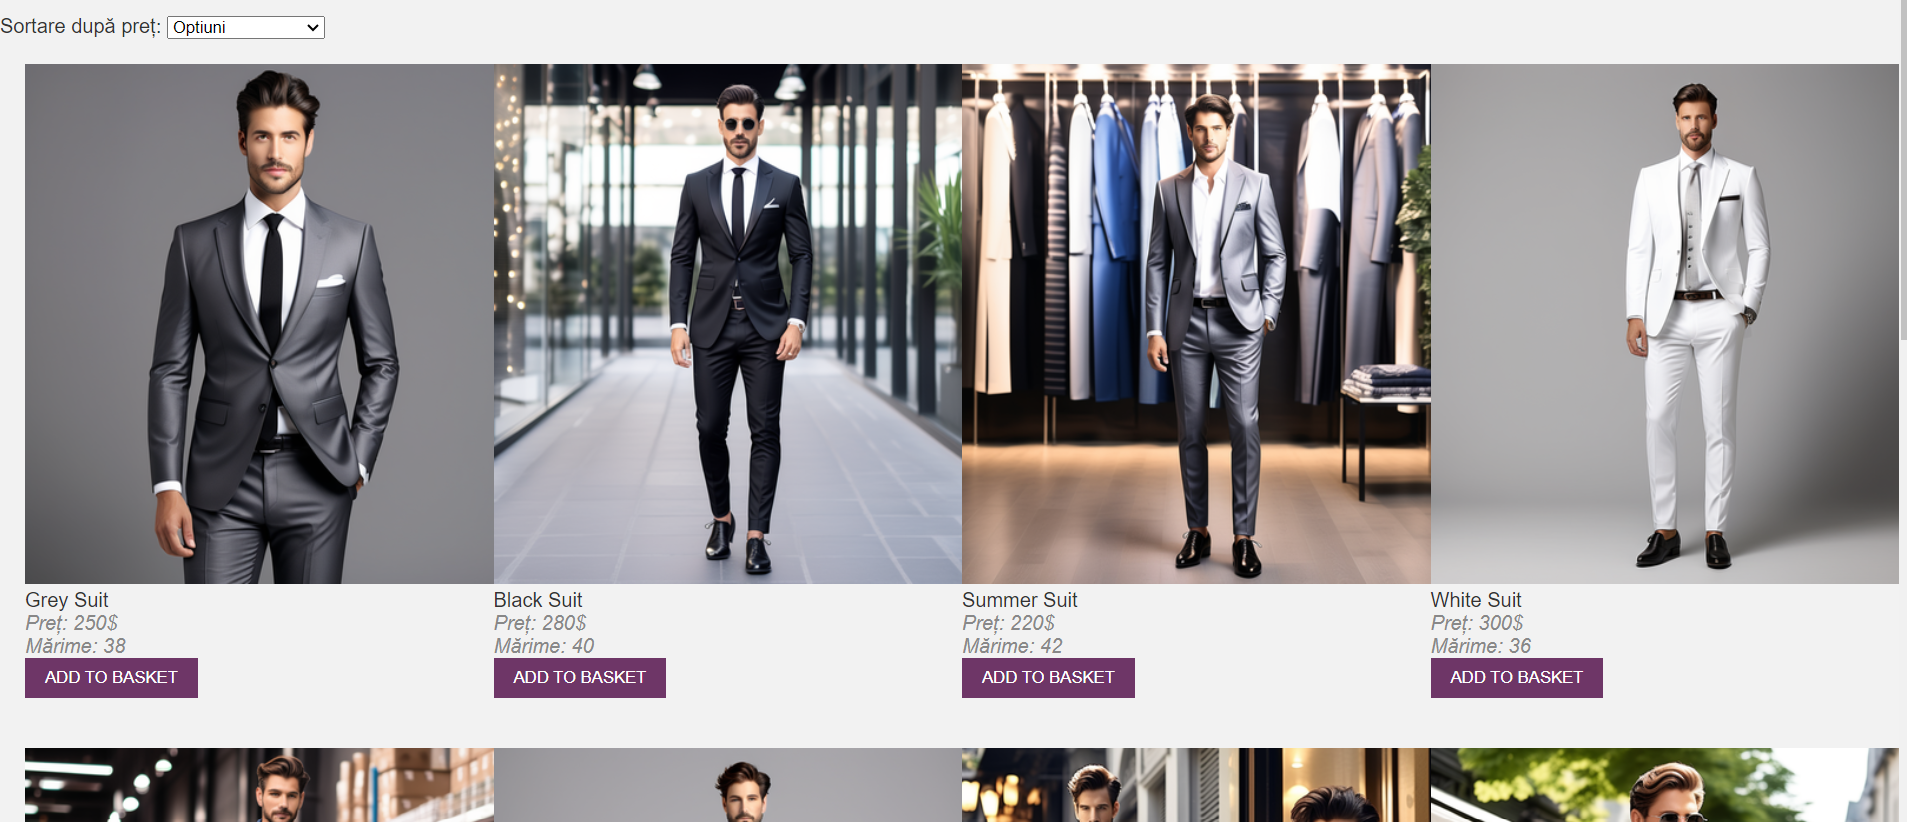 Sortare după preț: Optiuni
Grey Suit
Preț: 250$
Mărime: 38
ADD TO BASKET
Black Suit
Preț: 280$
Mărime: 40
ADD TO BASKET
Summer Suit
Preț: 220$
Mărime: 42
ADD TO BASKET
White Suit
Preț: 300$
Mărime: 36
ADD TO BASKET